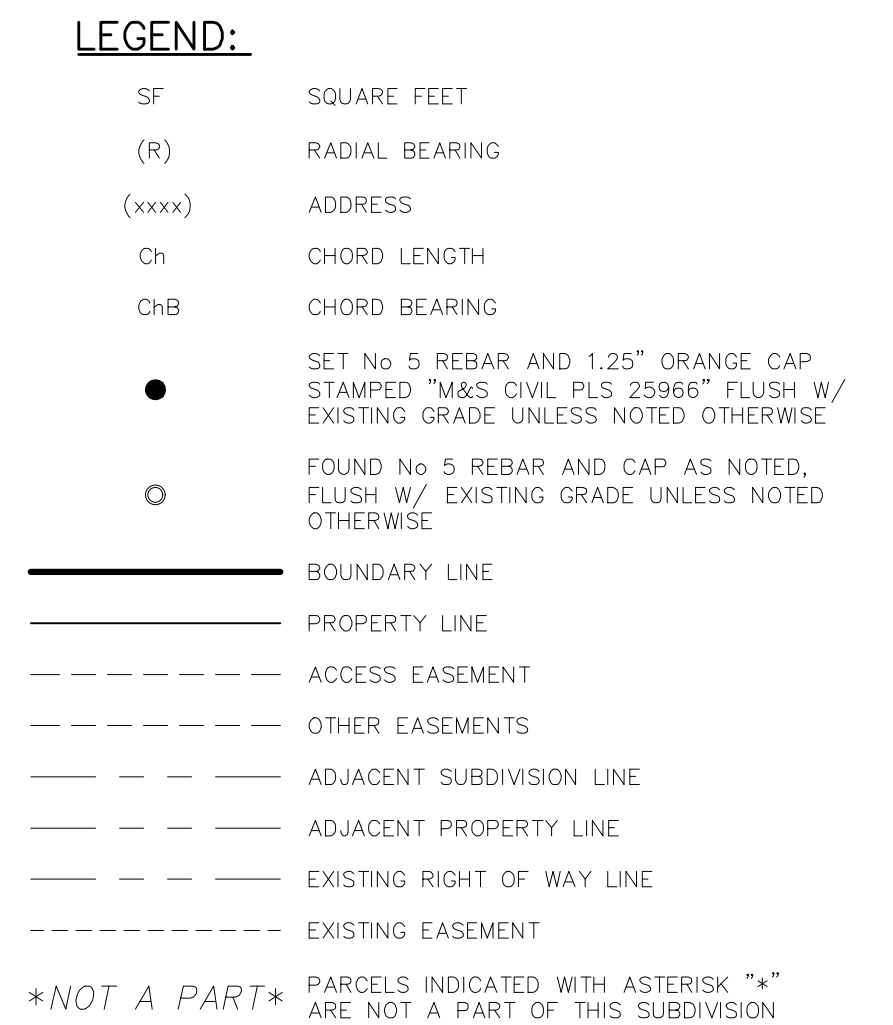 LEGEND:
SF SQUARE FEET
(R) RADIAL BEARING
(xxxx) ADDRESS
Ch CHORD LENGTH
ChB CHORD BEARING
SET No 5 REBAR AND 1.25" ORANGE CAP
STAMPED "M&S CIVIL PLS 25966" FLUSH W/
EXISTING GRADE UNLESS NOTED OTHERWISE
FOUND No 5 REBAR AND CAP AS NOTED,
FLUSH W/ EXISTING GRADE UNLESS NOTED
OTHERWISE
BOUNDARY LINE
PROPERTY LINE
ACCESS EASEMENT
OTHER EASEMENTS
ADJACENT SUBDIVISION LINE
ADJACENT PROPERTY LINE
EXISTING RIGHT OF WAY LINE
EXISTING EASEMENT
*NOT A PART* PARCELS INDICATED WITH ASTERISK "*"
ARE NOT A PART OF THIS SUBDIVISION